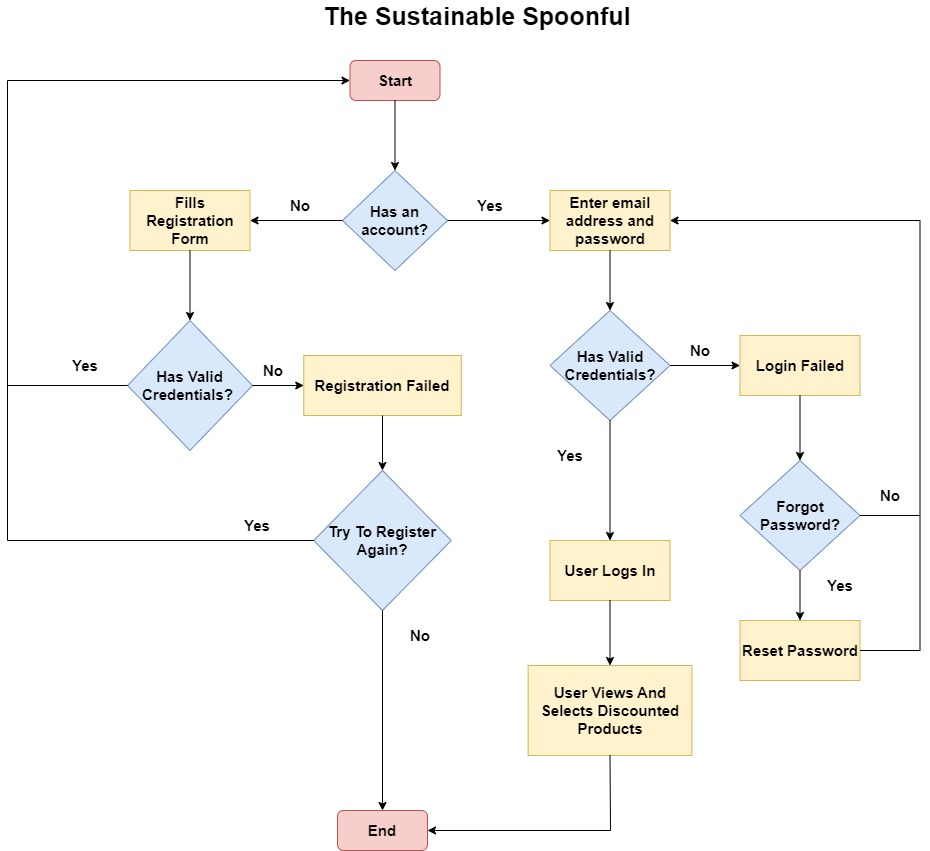 The Sustainable Spoonful
Start
Has an
account?
No
Yes
Fills
Registration
Form
Enter email
address and
password
Has Valid
Credentials?
Yes
No
Registration Failed
Has Valid
Credentials?
No
Login Failed
Yes
Try To Register
Again?
Yes
No
Forgot
Password?
No
Yes
User Logs In
Reset Password
User Views And
Selects Discounted
Products
End